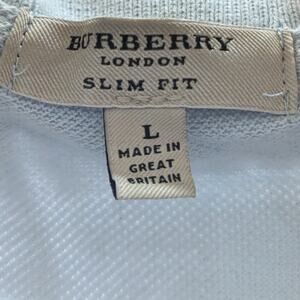 BURBERRY
LONDON
SLIM FIT
L
MADE IN
GREAT
BRITAIN